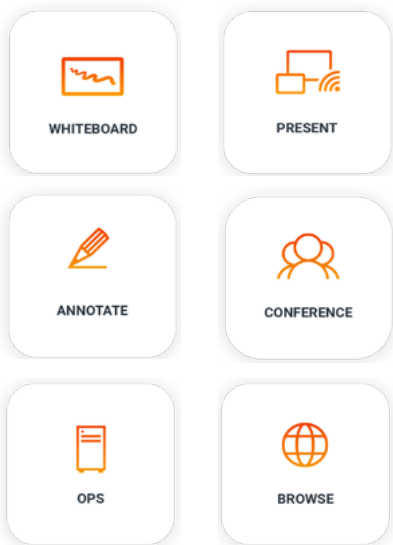 WHITEBOARD
PRESENT
ANNOTATE
CONFERENCE
OPS
BROWSE